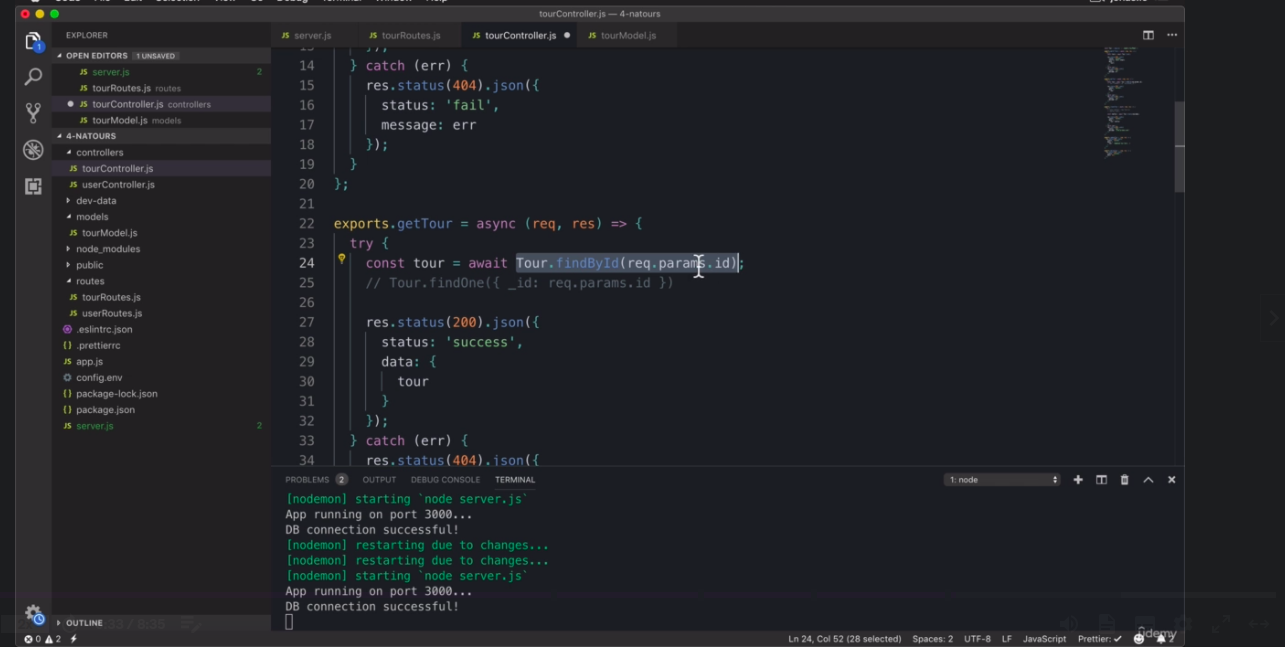 tourController.js — 4-natours
EXPLORER
OPEN EDITORS 1 UNSAVED
JS server.js 2
JS tourRoutes.js routes
JS tourController.js controllers
JS tourModel.js models
4-NATOURS
controllers
JS tourController.js
JS userController.js
dev-data
models
JS tourModel.js
node_modules
public
routes
JS tourRoutes.js
JS userRoutes.js
.eslintrc.json
{} .prettierrc
JS app.js
config.env
{} package-lock.json
{} package.json
JS server.js 2
OUTLINE
JS server.js JS tourRoutes.js JS tourController.js JS tourModel.js
14 } catch (err) {
15 res.status(404).json({
16 status: 'fail',
17 message: err
18 });
19 }
20 };
21
22 exports.getTour = async (req, res) => {
23 try {
24 const tour = await Tour.findById(req.params.id);
25 // Tour.findOne({ _id: req.params.id })
26
27 res.status(200).json({
28 status: 'success',
29 data: {
30 tour
31 }
32 });
33 } catch (err) {
34 res.status(404).json({
PROBLEMS 2 OUTPUT DEBUG CONSOLE TERMINAL 1: node
[nodemon] starting `node server.js`
App running on port 3000...
DB connection successful!
[nodemon] restarting due to changes...
[nodemon] restarting due to changes...
[nodemon] starting `node server.js`
App running on port 3000...
DB connection successful!
0 2 Ln 24, Col 52 (28 selected) Spaces: 2 UTF-8 LF JavaScript Prettier: ✓ 2
ûdemy